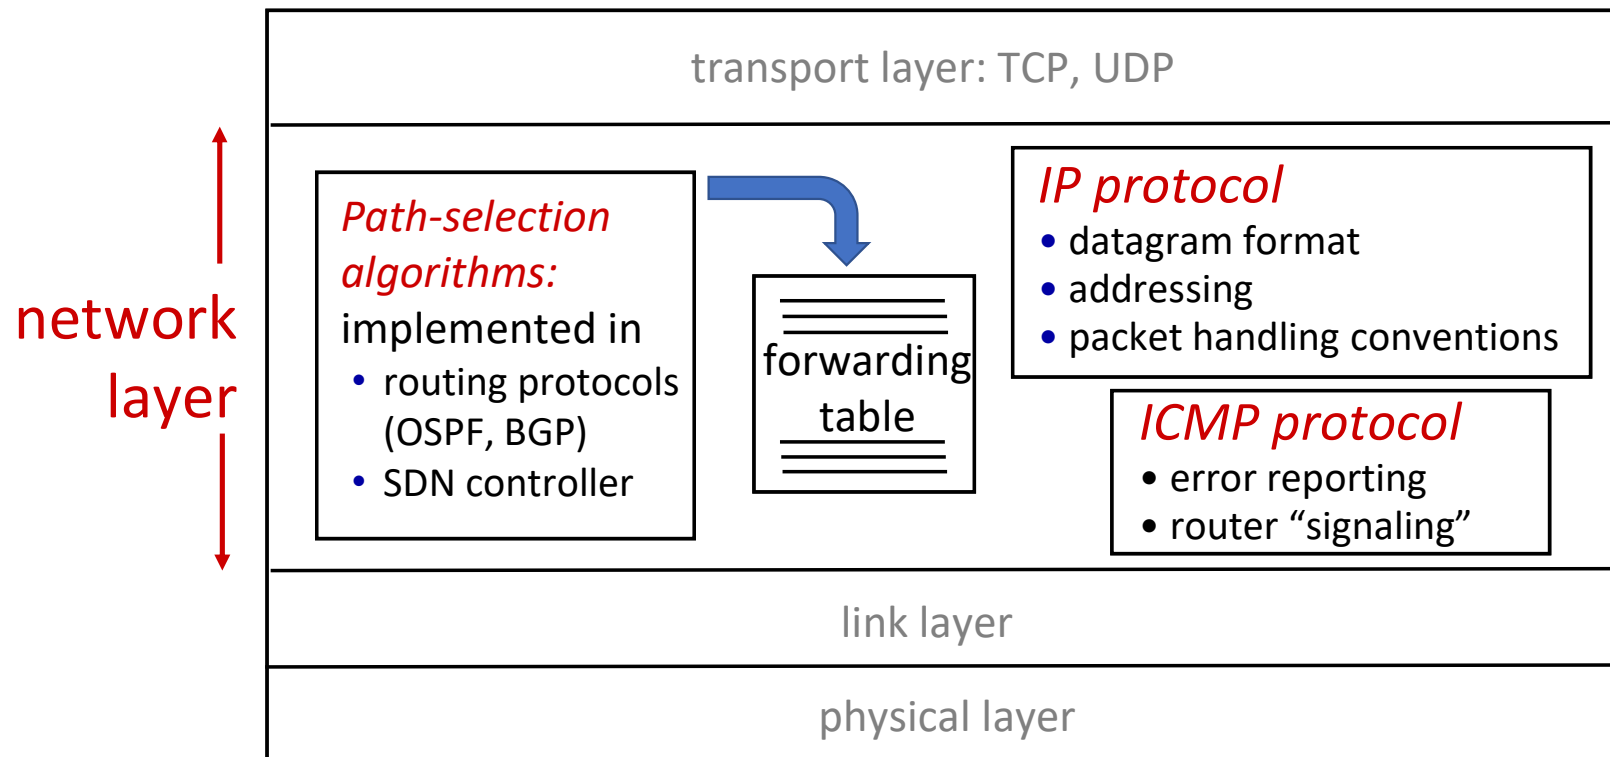 transport layer: TCP, UDP
network
layer
Path-selection
algorithms:
implemented in
• routing protocols
(OSPF, BGP)
• SDN controller
forwarding
table
IP protocol
• datagram format
• addressing
• packet handling conventions
ICMP protocol
• error reporting
• router “signaling”
link layer
physical layer